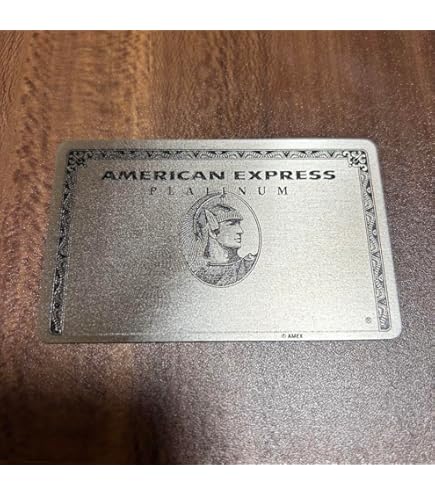 AMERICAN EXPRESS
PLATINUM
© AMEX
®